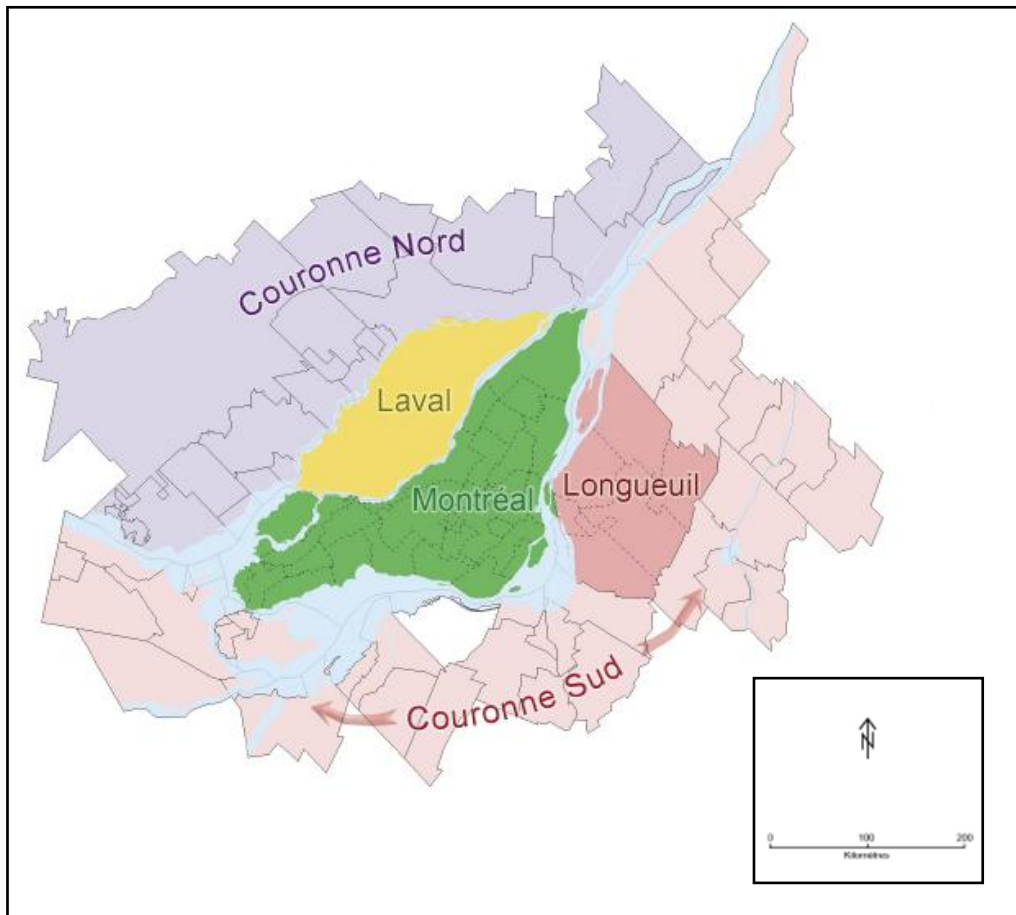 Couronne Nord
Laval
Montréal
Longueuil
Couronne Sud
N
0 100 200
Kilomètres